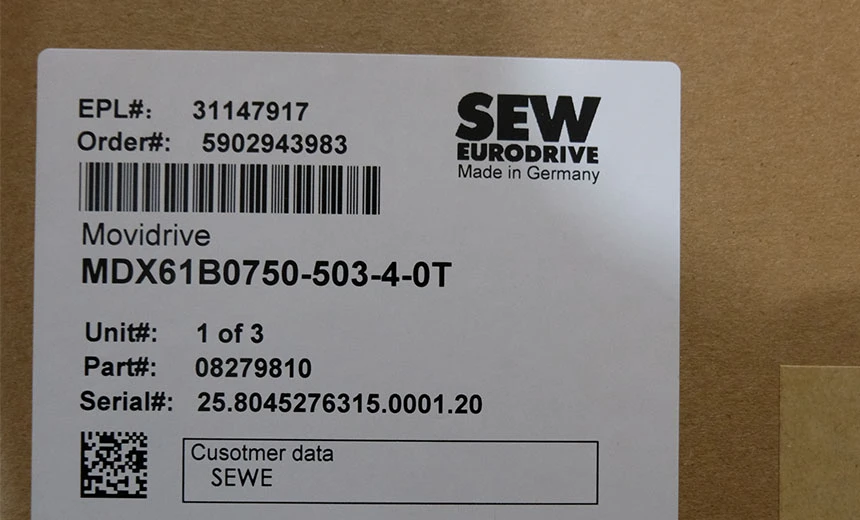 EPL#: 31147917
Order#: 5902943983
SEW
EURODRIVE
Made in Germany
Movidrive
MDX61B0750-503-4-0T
Unit#: 1 of 3
Part#: 08279810
Serial#: 25.8045276315.0001.20
Cusotmer data
SEWE